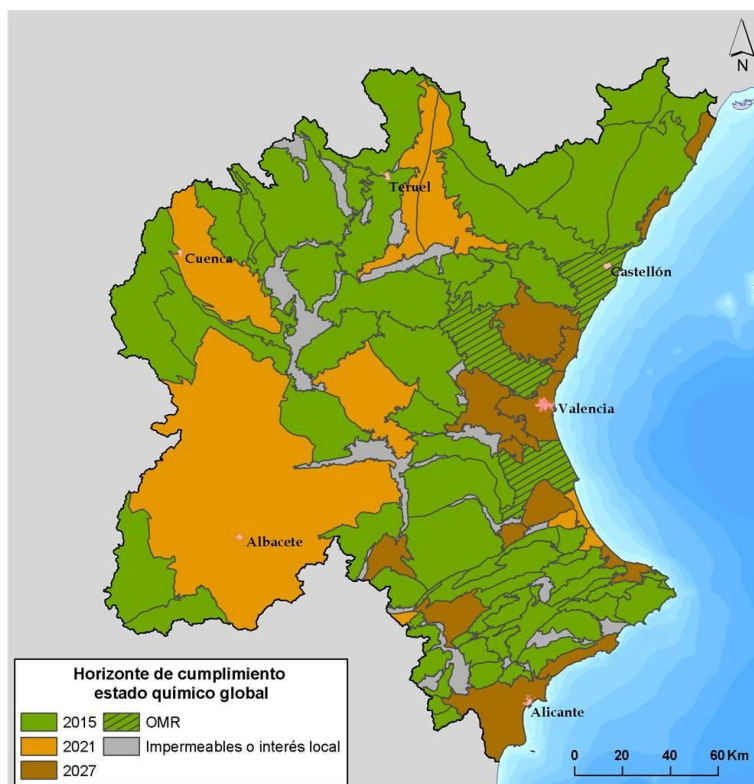 N
Teruel
Cuenca
Castellón
Valencia
Albacete
Alicante
Horizonte de cumplimiento
estado químico global
2015
OMR
2021
Impermeables o interés local
2027
0 20 40 60 Km